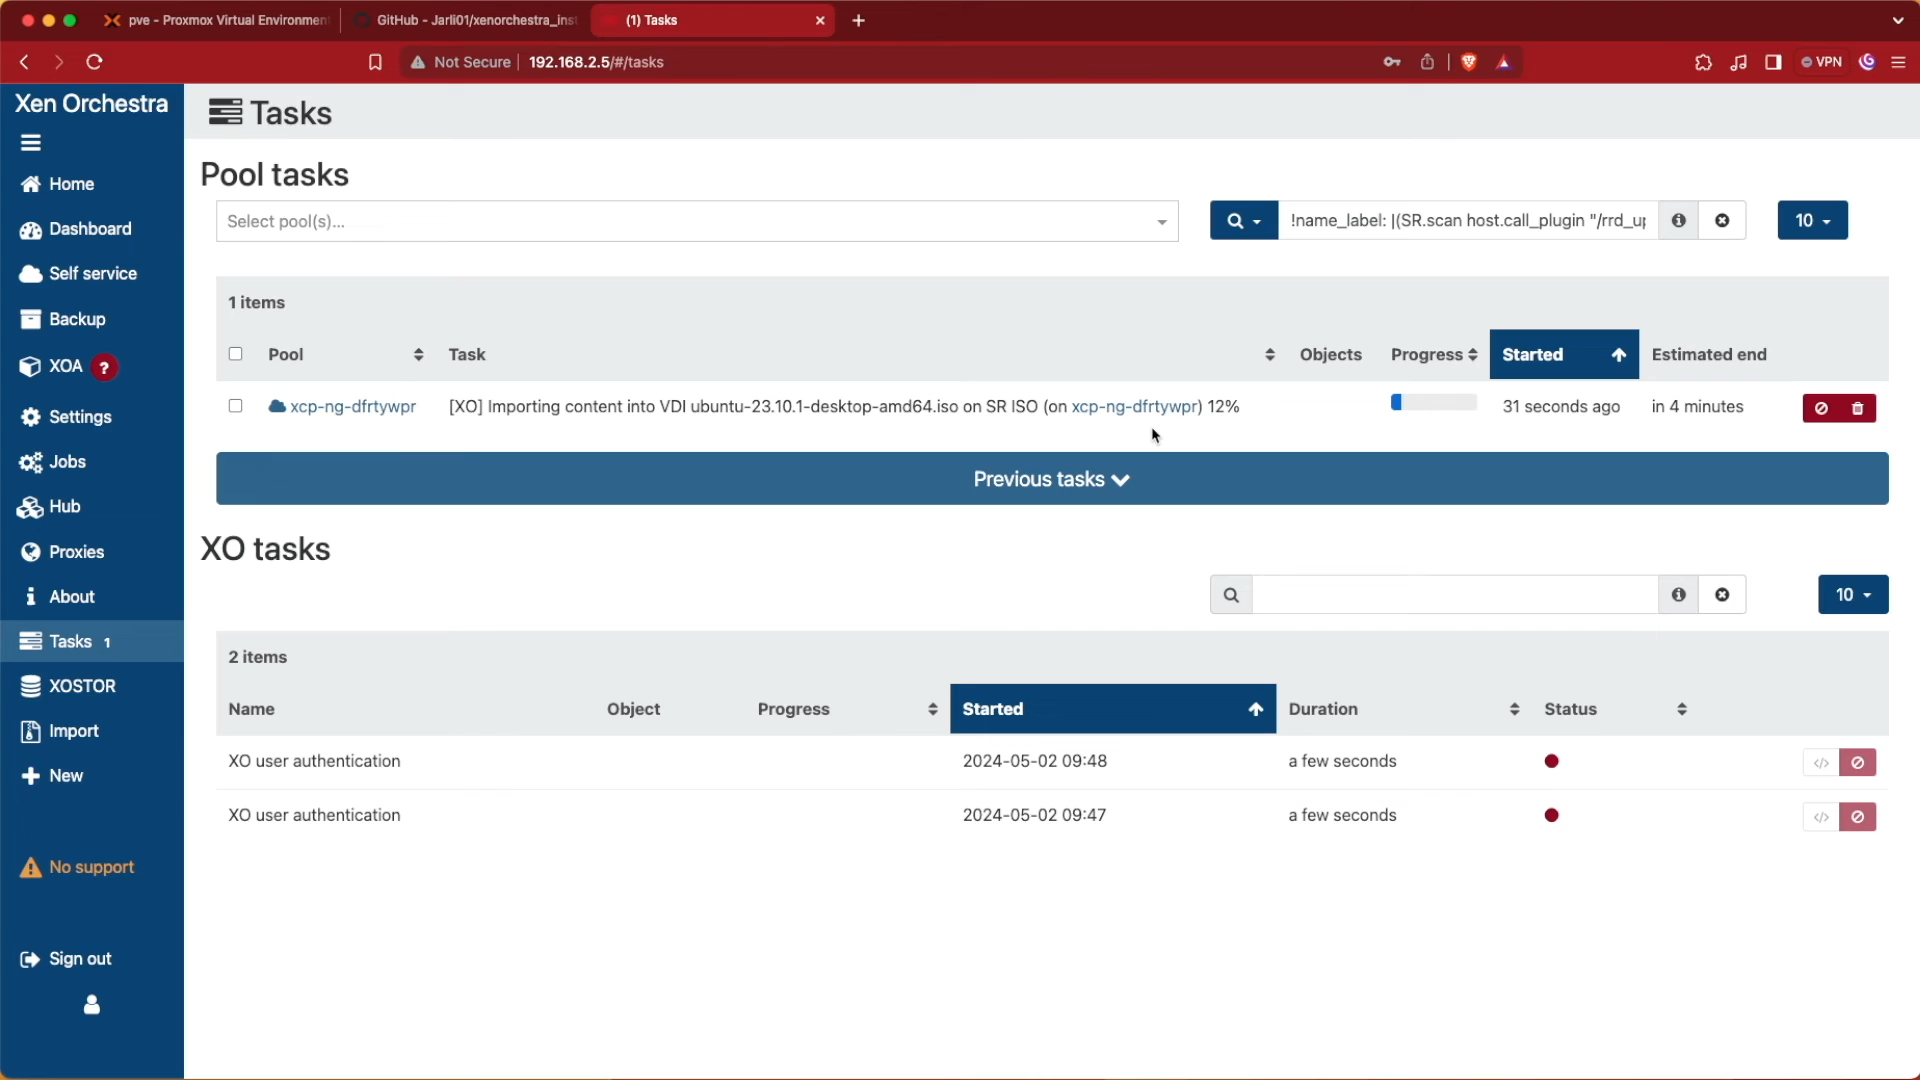 pve - Proxmox Virtual Environmen
GitHub - Jarli01/xenorchestra_inst
(1) Tasks
Not Secure 192.168.2.5/#/tasks
VPN
Xen Orchestra
Tasks
Home
Dashboard
Self service
Backup
XOA ?
Settings
Jobs
Hub
Proxies
About
Tasks 1
XOSTOR
Import
New
No support
Sign out
Pool tasks
Select pool(s)...
!name_label: |(SR.scan host.call_plugin "/rrd_up
10
1 items
Pool Task Objects Progress Started Estimated end
xcp-ng-dfrtywpr [XO] Importing content into VDI ubuntu-23.10.1-desktop-amd64.iso on SR ISO (on xcp-ng-dfrtywpr) 12% 31 seconds ago in 4 minutes
Previous tasks
XO tasks
10
2 items
Name Object Progress Started Duration Status
XO user authentication 2024-05-02 09:48 a few seconds
XO user authentication 2024-05-02 09:47 a few seconds